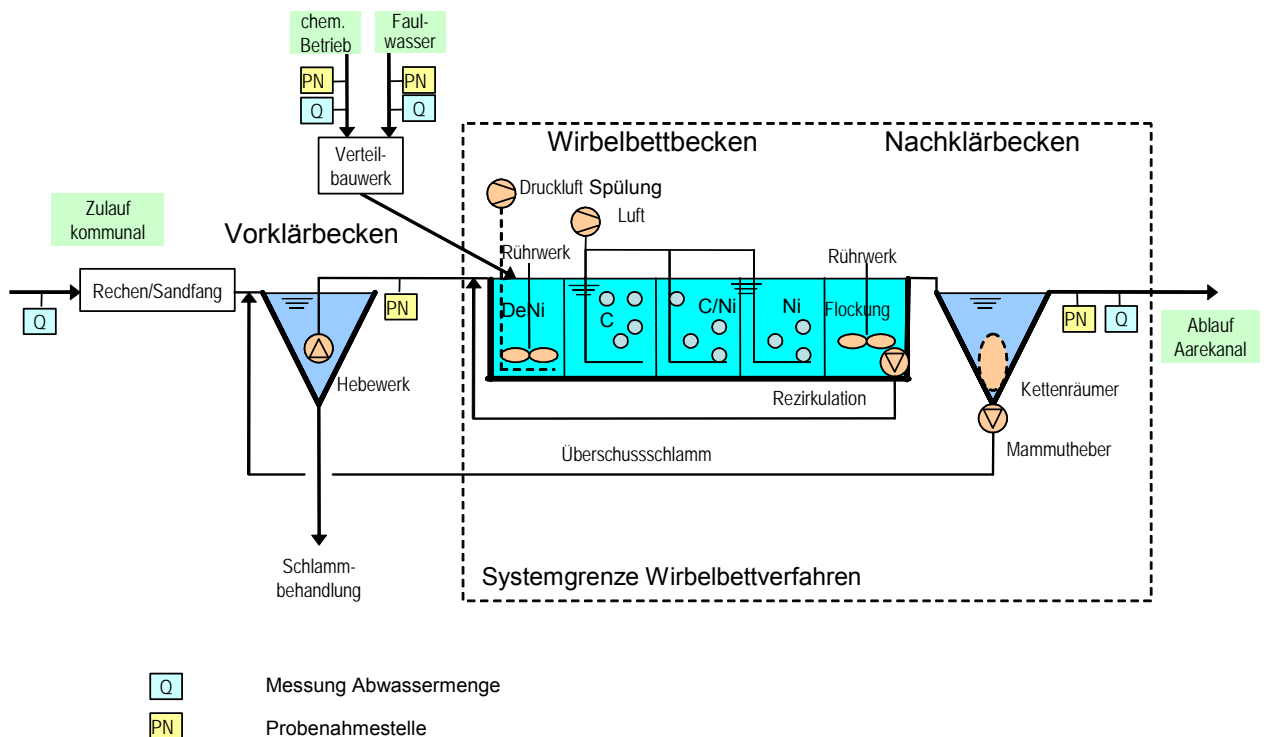 chem.
Betrieb
Faul-
wasser
PN
PN
Q
Q
Verteil-
bauwerk
Wirbelbettbecken
Nachklärbecken
Druckluft Spülung
Luft
Zulauf
kommunal
Vorklärbecken
Rührwerk
Rührwerk
Rechen/Sandfang
Q
PN
DeNi
C
C/Ni
Ni
Flockung
PN
Q
Ablauf
Aarekanal
Hebewerk
Rezirkulation
Kettenräumer
Überschussschlamm
Mammutheber
Schlamm-
behandlung
Systemgrenze Wirbelbettverfahren
Q
Messung Abwassermenge
PN
Probenahmestelle